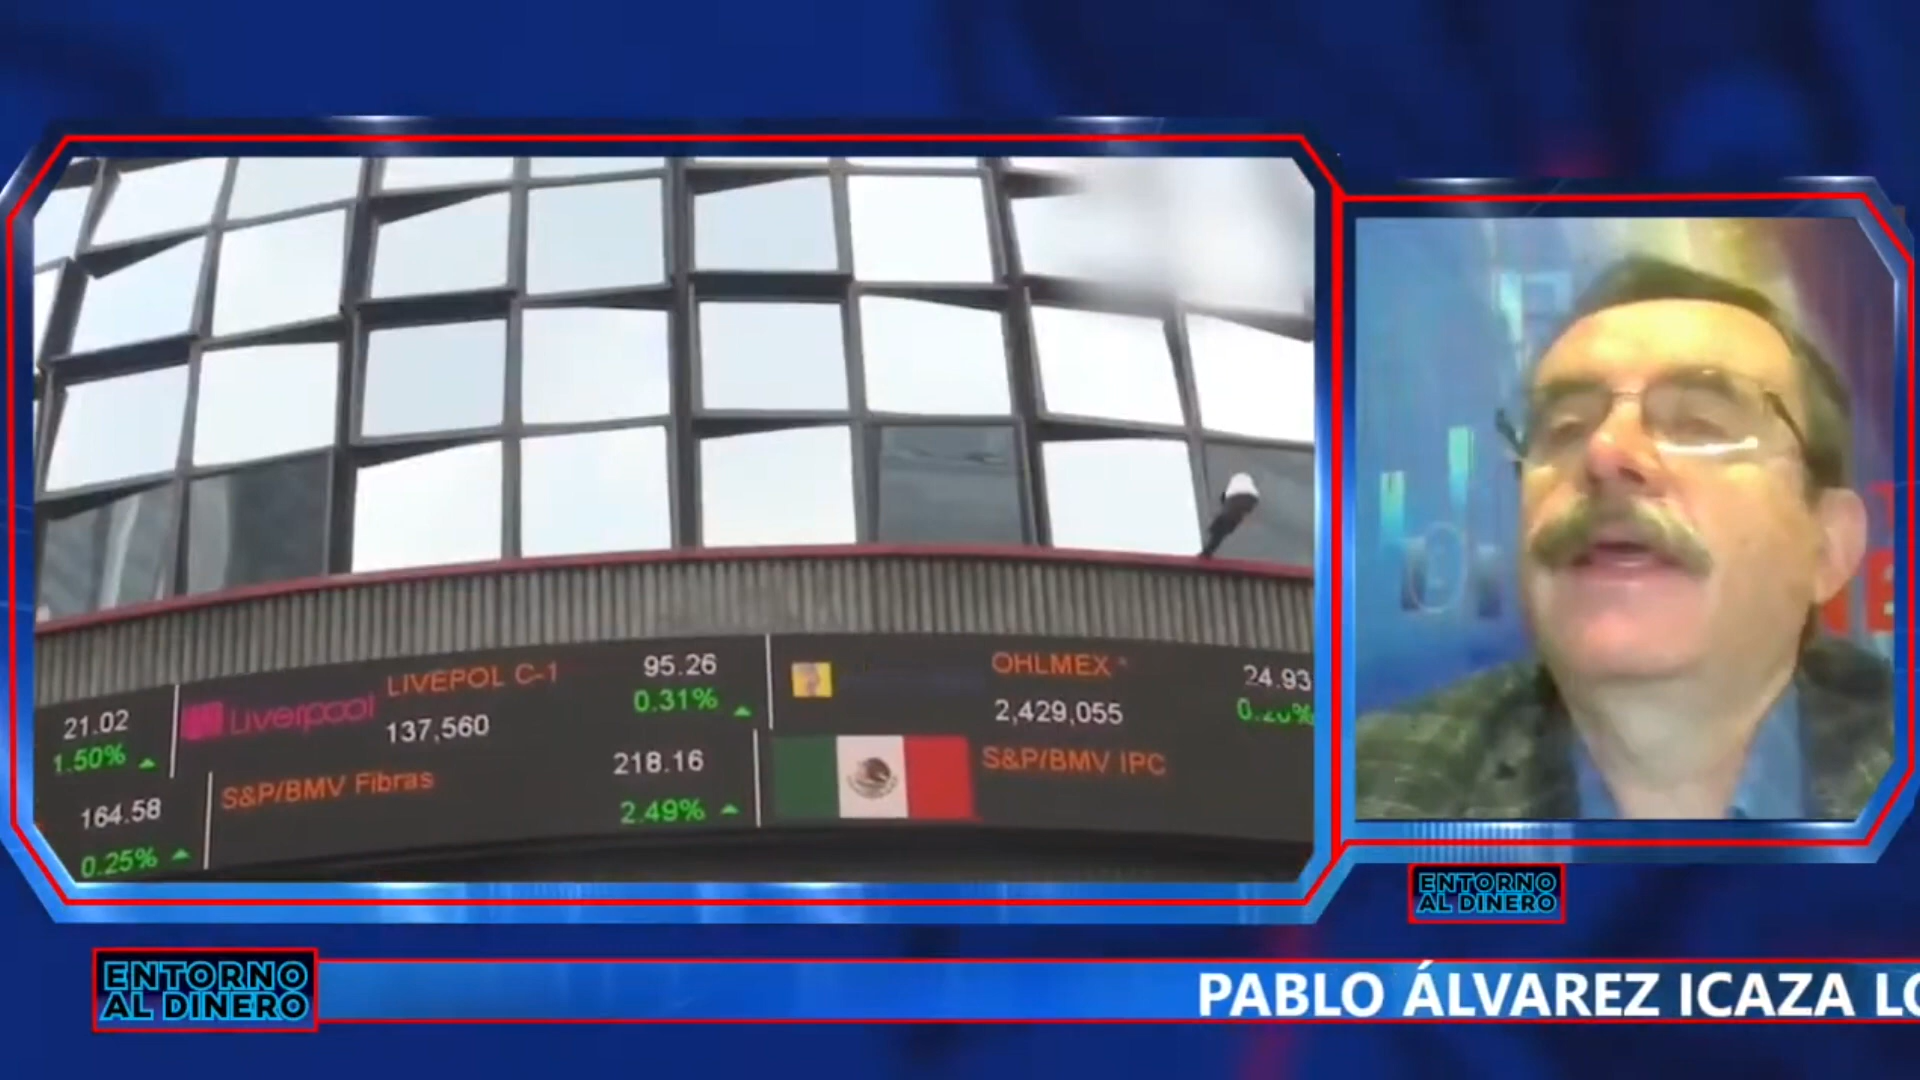 21.02
1.50%
Liverpool
LIVEPOL C-1
137,560
95.26
0.31%
OHLMEX *
2,429,055
24.93
164.58
0.25%
S&P/BMV Fibras
218.16
2.49%
S&P/BMV IPC
ENTORNO
AL DINERO
ENTORNO
AL DINERO
PABLO ÁLVAREZ ICAZA LO